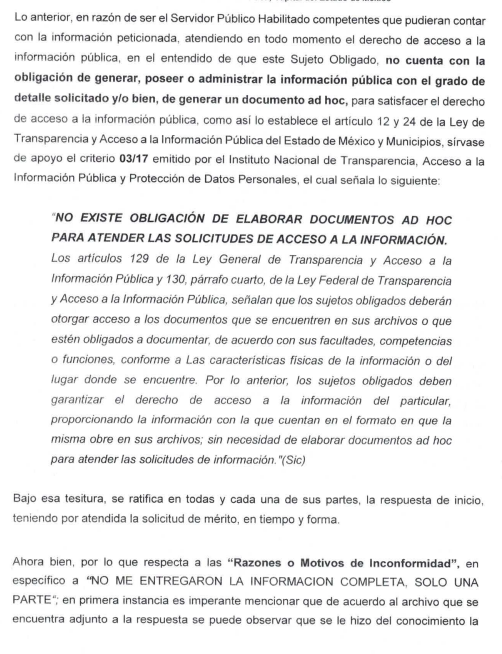 Lo anterior, en razón de ser el Servidor Público Habilitado competentes que pudieran contar
con la información peticionada, atendiendo en todo momento el derecho de acceso a la
información pública, en el entendido de que este Sujeto Obligado, no cuenta con la
obligación de generar, poseer o administrar la información pública con el grado de
detalle solicitado y/o bien, de generar un documento ad hoc, para satisfacer el derecho
de acceso a la información pública, como así lo establece el artículo 12 y 24 de la Ley de
Transparencia y Acceso a la Información Pública del Estado de México y Municipios, sírvase
de apoyo el criterio 03/17 emitido por el Instituto Nacional de Transparencia, Acceso a la
Información Pública y Protección de Datos Personales, el cual señala lo siguiente:
"NO EXISTE OBLIGACIÓN DE ELABORAR DOCUMENTOS AD HOC
PARA ATENDER LAS SOLICITUDES DE ACCESO A LA INFORMACIÓN.
Los artículos 129 de la Ley General de Transparencia y Acceso a la
Información Pública y 130, párrafo cuarto, de la Ley Federal de Transparencia
y Acceso a la Información Pública, señalan que los sujetos obligados deberán
otorgar acceso a los documentos que se encuentren en sus archivos o que
estén obligados a documentar, de acuerdo con sus facultades, competencias
o funciones, conforme a Las características físicas de la información o del
lugar donde se encuentre. Por lo anterior, los sujetos obligados deben
garantizar el derecho de acceso a la información del particular,
proporcionando la información con la que cuentan en el formato en que la
misma obre en sus archivos; sin necesidad de elaborar documentos ad hoc
para atender las solicitudes de información."(Sic)
Bajo esa tesitura, se ratifica en todas y cada una de sus partes, la respuesta de inicio,
teniendo por atendida la solicitud de mérito, en tiempo y forma.
Ahora bien, por lo que respecta a las "Razones o Motivos de Inconformidad", en
específico a "NO ME ENTREGARON LA INFORMACION COMPLETA, SOLO UNA
PARTE"; en primera instancia es imperante mencionar que de acuerdo al archivo que se
encuentra adjunto a la respuesta se puede observar que se le hizo del conocimiento la